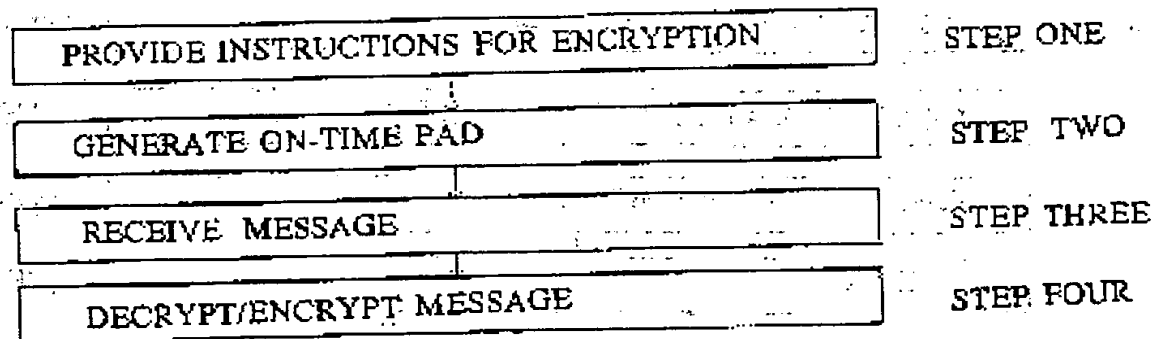 PROVIDE INSTRUCTIONS FOR ENCRYPTION STEP ONE
GENERATE ON-TIME PAD STEP TWO
RECEIVE MESSAGE STEP THREE
DECRYPT/ENCRYPT MESSAGE STEP FOUR